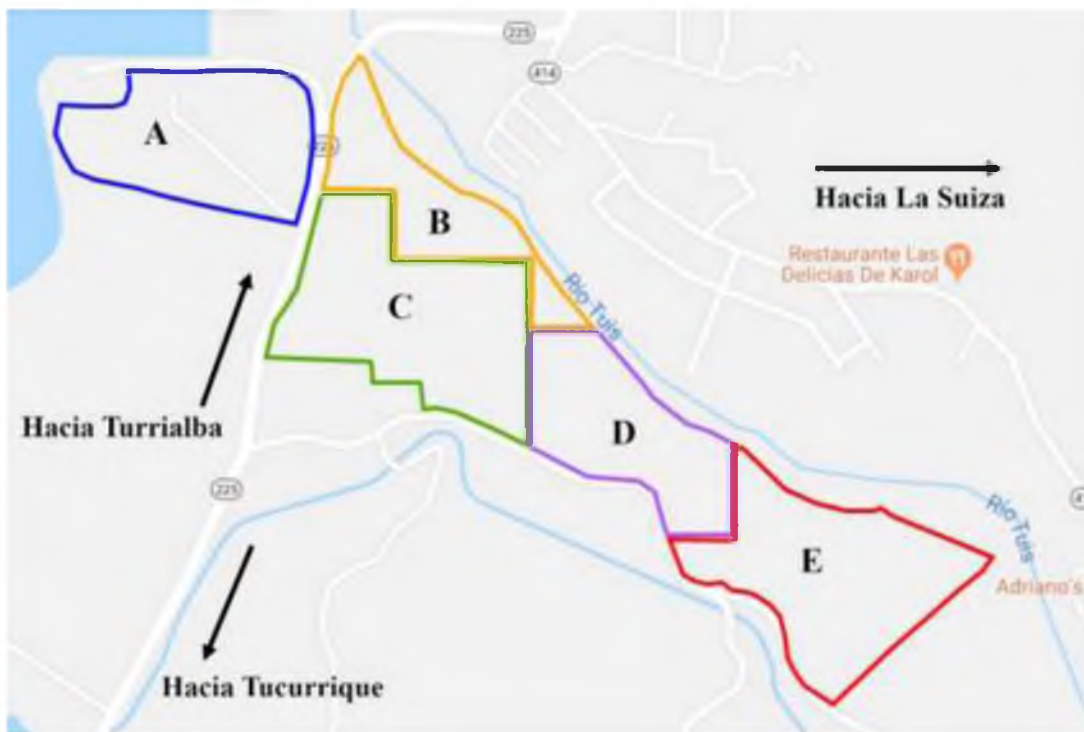 225
414
A
225
Hacia La Suiza
B
Restaurante Las
Delicias De Karol
Río Tuis
C
Hacia Turrialba
D
225
Río Tuis
E
Adriano's
Hacia Tucurrique